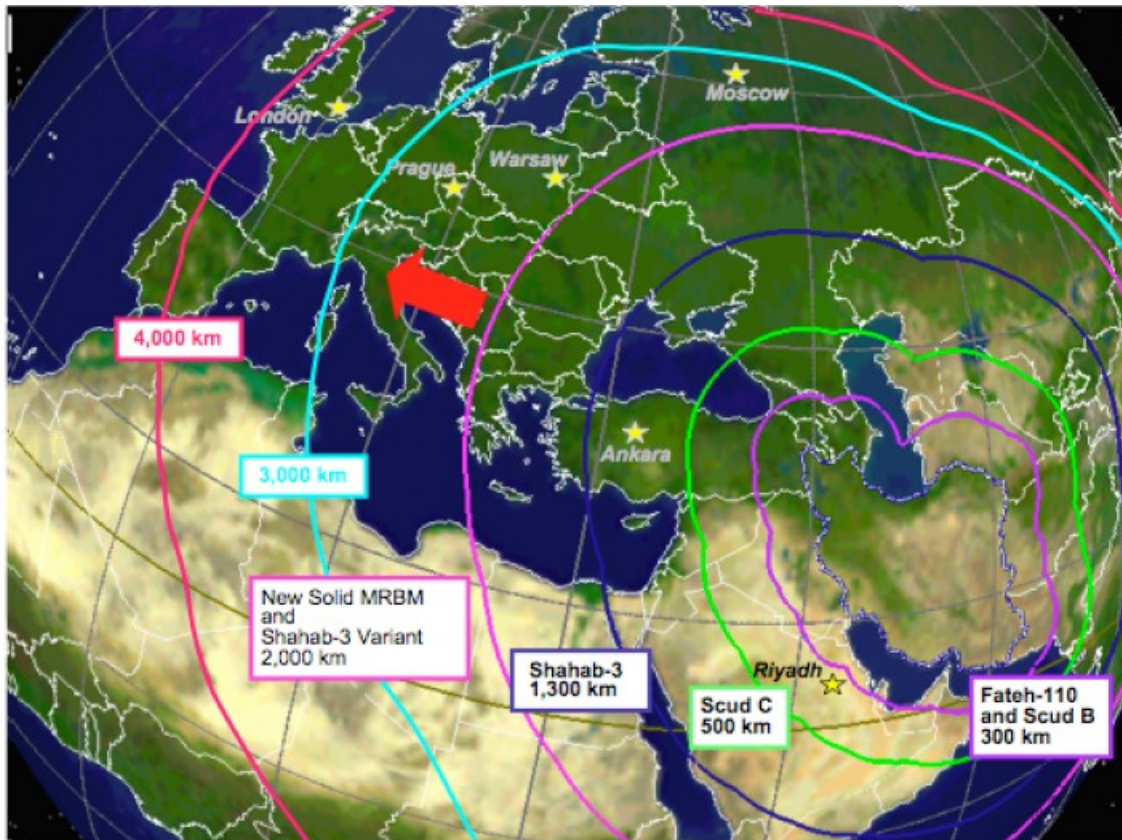 London
Moscow
Prague
Warsaw
4,000 km
Ankara
3,000 km
New Solid MRBM
and
Shahab-3 Variant
2,000 km
Shahab-3
1,300 km
Riyadh
Scud C
500 km
Fateh-110
and Scud B
300 km